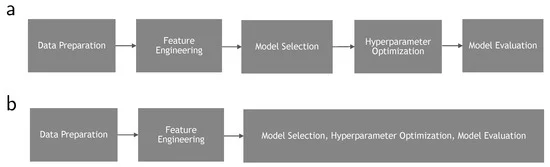 a
Data Preparation
Feature
Engineering
Model Selection
Hyperparameter
Optimization
Model Evaluation
b
Data Preparation
Feature
Engineering
Model Selection, Hyperparameter Optimization, Model Evaluation